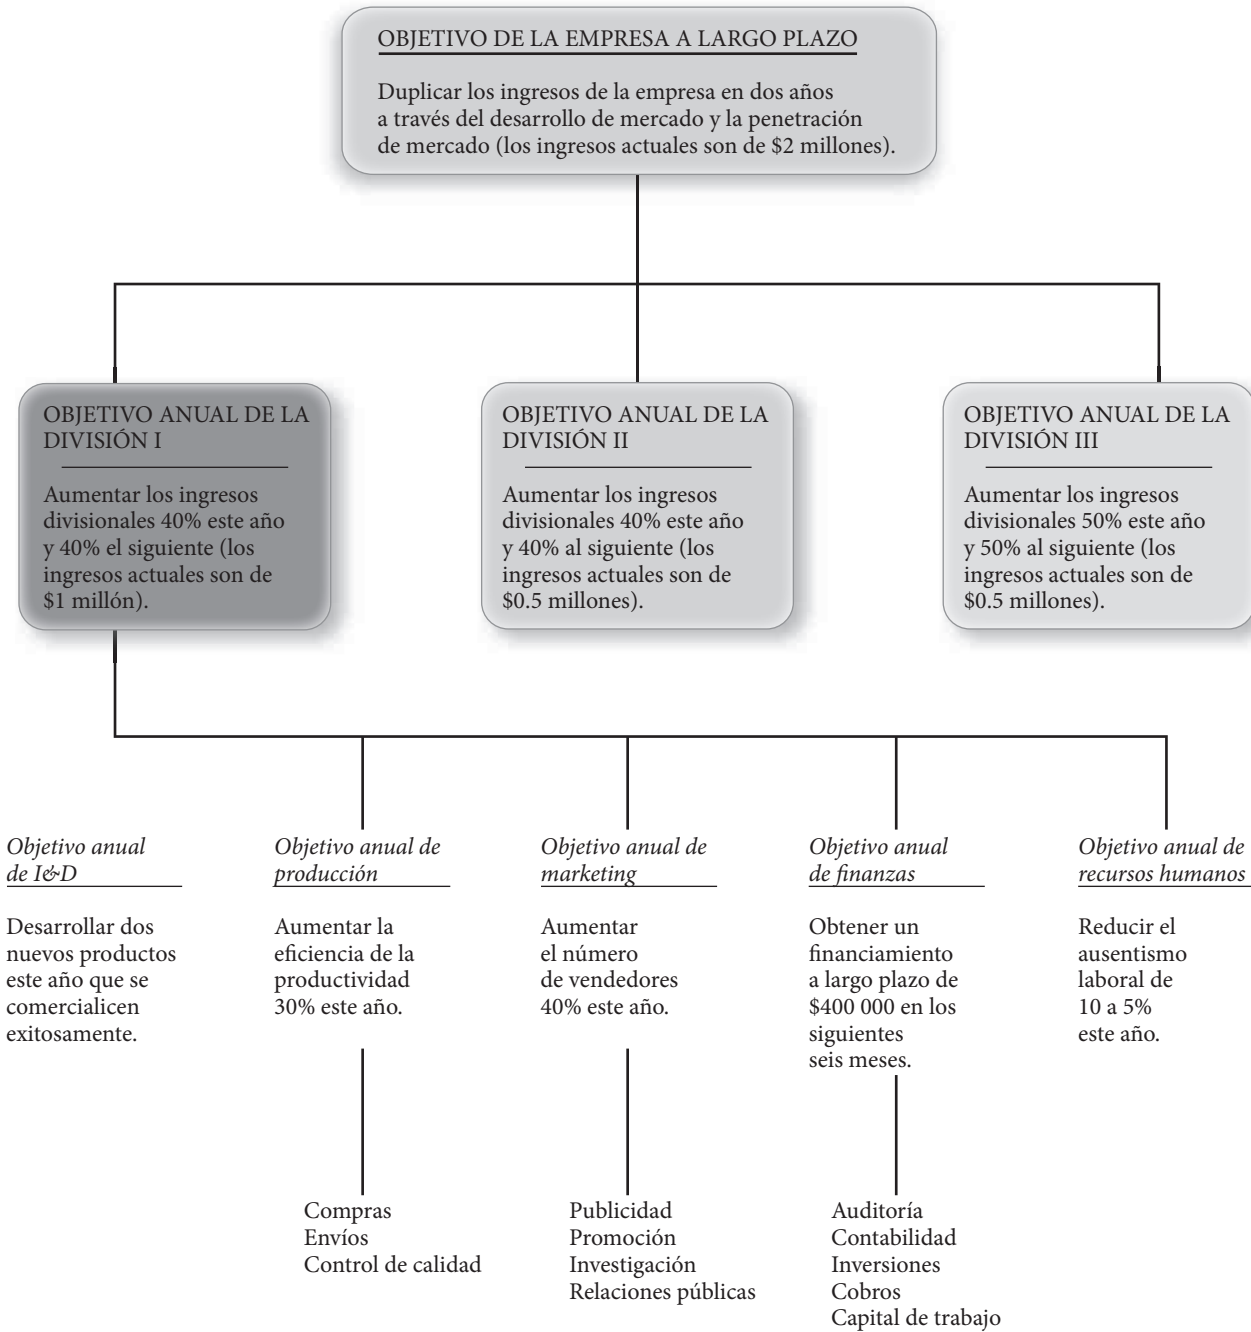 OBJETIVO DE LA EMPRESA A LARGO PLAZO
Duplicar los ingresos de la empresa en dos años
a través del desarrollo de mercado y la penetración
de mercado (los ingresos actuales son de $2 millones).
OBJETIVO ANUAL DE LA
DIVISIÓN I
Aumentar los ingresos
divisionales 40% este año
y 40% el siguiente (los
ingresos actuales son de
$1 millón).
OBJETIVO ANUAL DE LA
DIVISIÓN II
Aumentar los ingresos
divisionales 40% este año
y 40% al siguiente (los
ingresos actuales son de
$0.5 millones).
OBJETIVO ANUAL DE LA
DIVISIÓN III
Aumentar los ingresos
divisionales 50% este año
y 50% al siguiente (los
ingresos actuales son de
$0.5 millones).
Objetivo anual
de I&D
Desarrollar dos
nuevos productos
este año que se
comercialicen
exitosamente.
Objetivo anual de
producción
Aumentar la
eficiencia de la
productividad
30% este año.
Compras
Envíos
Control de calidad
Objetivo anual de
marketing
Aumentar
el número
de vendedores
40% este año.
Publicidad
Promoción
Investigación
Relaciones públicas
Objetivo anual
de finanzas
Obtener un
financiamiento
a largo plazo de
$400 000 en los
siguientes
seis meses.
Auditoría
Contabilidad
Inversiones
Cobros
Capital de trabajo
Objetivo anual de
recursos humanos
Reducir el
ausentismo
laboral de
10 a 5%
este año.